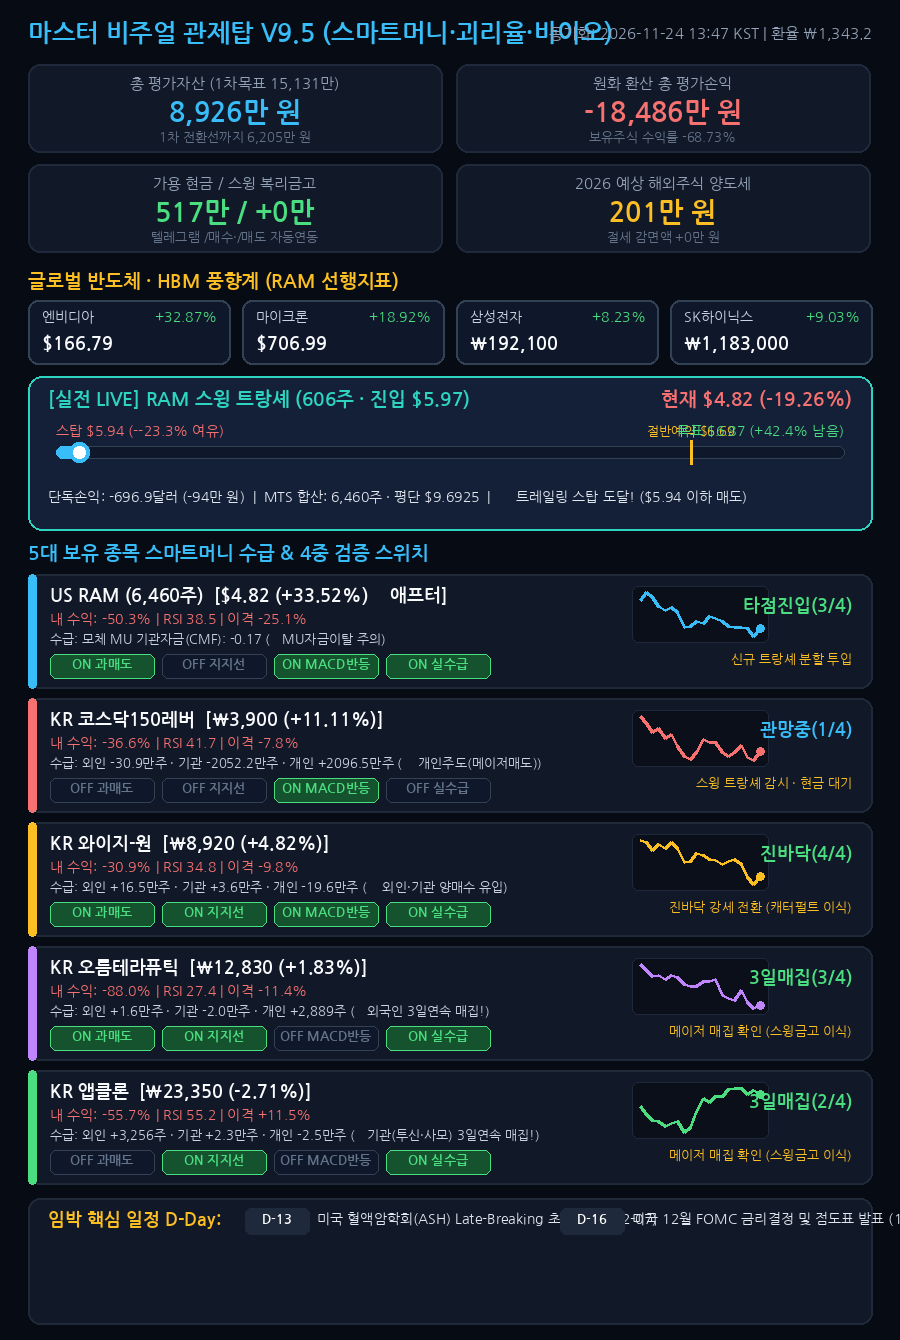 마스터 비주얼 관제탑 V9.5 (스마트머니·괴리율·바이오)
2026-11-24 13:47 KST | 환율 ₩1,343.2
총 평가자산 (1차목표 15,131만)
8,926만 원
1차 전환선까지 6,205만 원
원화 환산 총 평가손익
-18,486만 원
보유주식 수익률 -68.73%
가용 현금 / 스윙 복리금고
517만 / +0만
텔레그램 /매수·/매도 자동연동
2026 예상 해외주식 양도세
201만 원
절세 감면액 +0만 원
글로벌 반도체 · HBM 풍향계 (RAM 선행지표)
엔비디아 +32.87%
$166.79
마이크론 +18.92%
$706.99
삼성전자 +8.23%
₩192,100
SK하이닉스 +9.03%
₩1,183,000
[실전 LIVE] RAM 스윙 트랑셰 (606주 · 진입 $5.97)
현재 $4.82 (-19.26%)
스탑 $5.94 (--23.3% 여유)
(+42.4% 남음)
단독손익: -696.9달러 (-94만 원) | MTS 합산: 6,460주 · 평단 $9.6925 | 트레일링 스탑 도달! ($5.94 이하 매도)
5대 보유 종목 스마트머니 수급 & 4중 검증 스위치
US RAM (6,460주) [$4.82 (+33.52%) 애프터]
내 수익: -50.3% | RSI 38.5 | 이격 -25.1%
수급: 모체 MU 기관자금(CMF): -0.17 ( MU자금이탈 주의)
ON 과매도 OFF 지지선 ON MACD반등 ON 실수급
타점진입(3/4)
신규 트랑셰 분할 투입
KR 코스닥150레버 [₩3,900 (+11.11%)]
내 수익: -36.6% | RSI 41.7 | 이격 -7.8%
수급: 외인 -30.9만주 · 기관 -2052.2만주 · 개인 +2096.5만주 ( 개인주도(메이저매도))
OFF 과매도 OFF 지지선 ON MACD반등 OFF 실수급
관망중(1/4)
스윙 트랑셰 감시 · 현금 대기
KR 와이지-원 [₩8,920 (+4.82%)]
내 수익: -30.9% | RSI 34.8 | 이격 -9.8%
수급: 외인 +16.5만주 · 기관 +3.6만주 · 개인 -19.6만주 ( 외인·기관 양매수 유입)
ON 과매도 ON 지지선 ON MACD반등 ON 실수급
진바닥(4/4)
진바닥 강세 전환 (캐터펄트 이식)
KR 오름테라퓨틱 [₩12,830 (+1.83%)]
내 수익: -88.0% | RSI 27.4 | 이격 -11.4%
수급: 외인 +1.6만주 · 기관 -2.0만주 · 개인 +2,889주 ( 외국인 3일연속 매집!)
ON 과매도 ON 지지선 OFF MACD반등 ON 실수급
3일매집(3/4)
메이저 매집 확인 (스윙금고 이식)
KR 앱클론 [₩23,350 (-2.71%)]
내 수익: -55.7% | RSI 55.2 | 이격 +11.5%
수급: 외인 +3,256주 · 기관 +2.3만주 · 개인 -2.5만주 ( 기관(투신·사모) 3일연속 매집!)
OFF 과매도 ON 지지선 OFF MACD반등 ON 실수급
3일매집(2/4)
메이저 매집 확인 (스윙금고 이식)
임박 핵심 일정 D-Day:
D-13 미국 혈액암학회(ASH) Late-Breaking 초
D-16 12월 FOMC 금리결정 및 점도표 발표